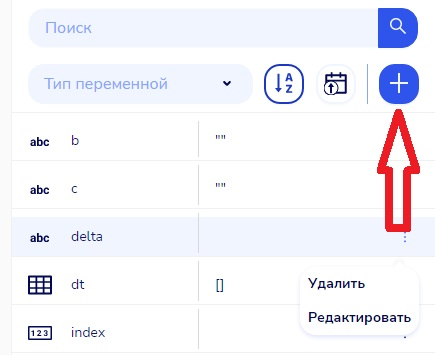 Поиск
Тип переменной
A
Z
abc b ""
abc c ""
abc delta
dt []
Удалить
Редактировать
123 index